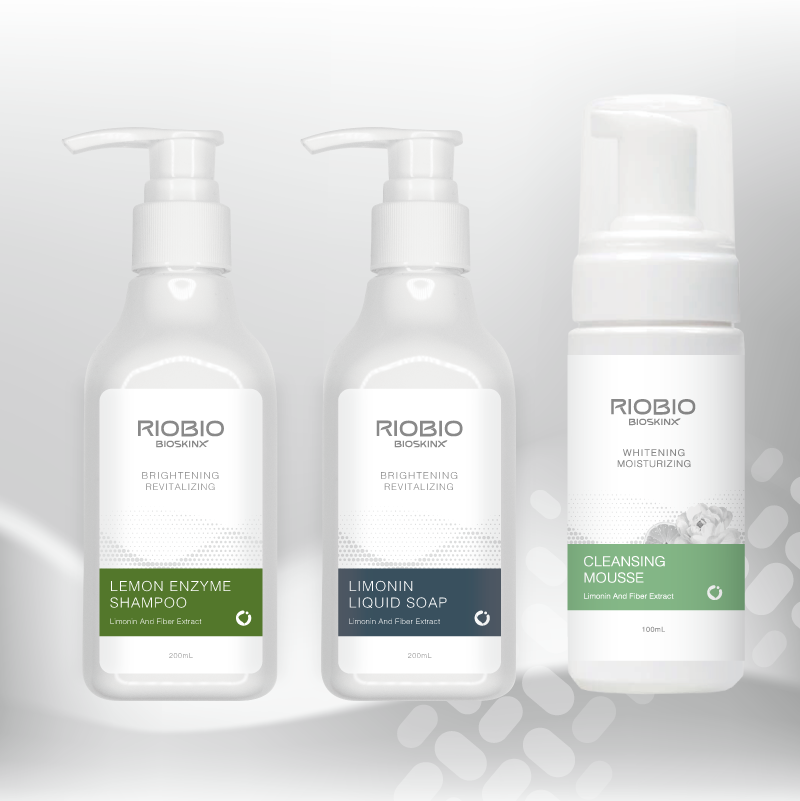 RIOBIO
BIOSKINX
BRIGHTENING
REVITALIZING
LEMON ENZYME
SHAMPOO
Limonin And Fiber Extract
200mL
RIOBIO
BIOSKINX
BRIGHTENING
REVITALIZING
LIMONIN
LIQUID SOAP
Limonin And Fiber Extract
200mL
RIOBIO
BIOSKINX
WHITENING
MOISTURIZING
CLEANSING
MOUSSE
Limonin And Fiber Extract
100mL